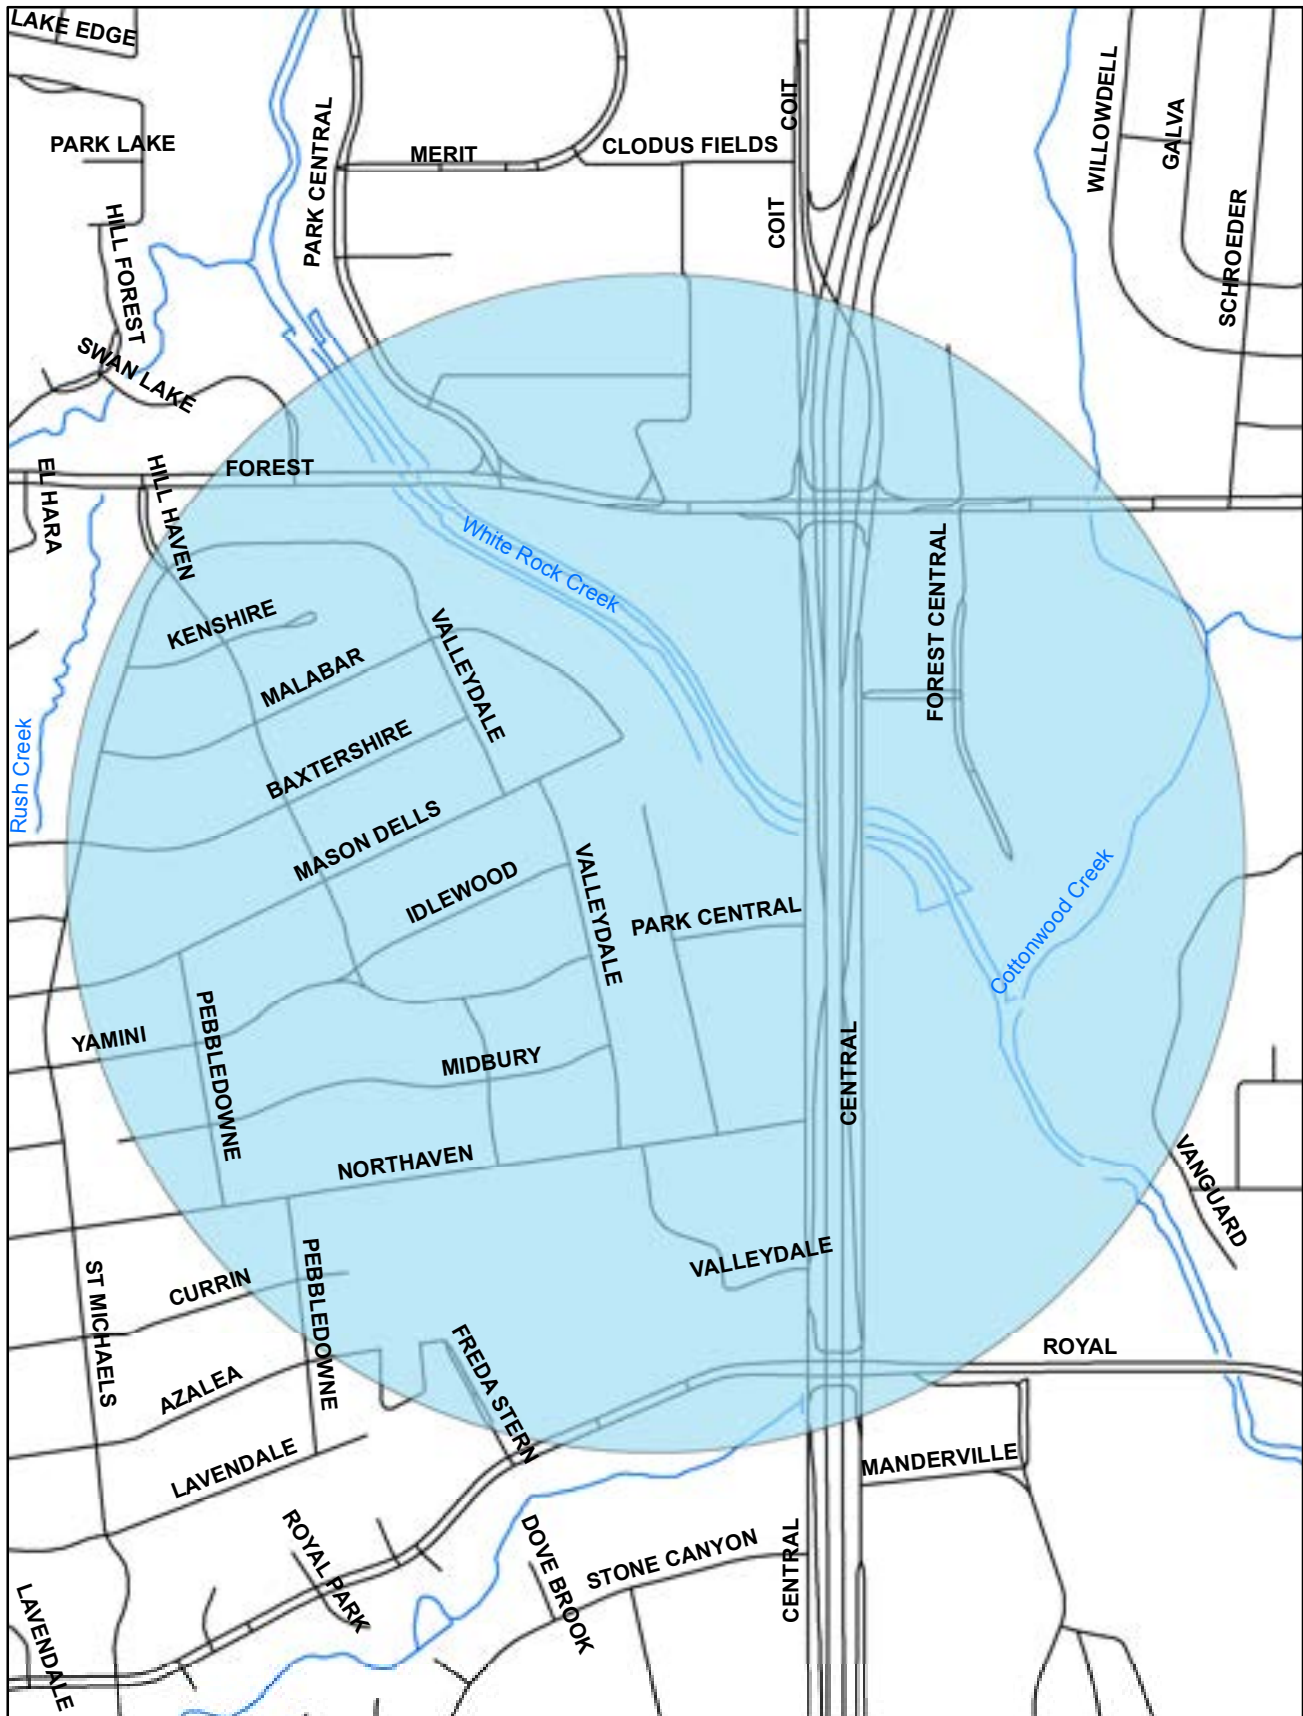 LAKE EDGE
PARK LAKE
PARK CENTRAL
MERIT
CLODUS FIELDS
COIT
COIT
WILLOWDELL
GALVA
SCHROEDER
HILL FOREST
SWAN LAKE
EL HARA
HILL HAVEN
FOREST
White Rock Creek
FOREST CENTRAL
KENSHIRE
MALABAR
VALLEYDALE
BAXTERSHIRE
Rush Creek
MASON DELLS
IDLEWOOD
VALLEYDALE
PARK CENTRAL
Cottonwood Creek
YAMINI
PEBBLEDOWNE
MIDBURY
CENTRAL
NORTHAVEN
VANGUARD
VALLEYDALE
ST MICHAELS
CURRIN
PEBBLEDOWNE
AZALEA
FREDA STERN
ROYAL
LAVENDALE
MANDERVILLE
ROYAL PARK
DOVE BROOK
STONE CANYON
CENTRAL
LAVENDALE